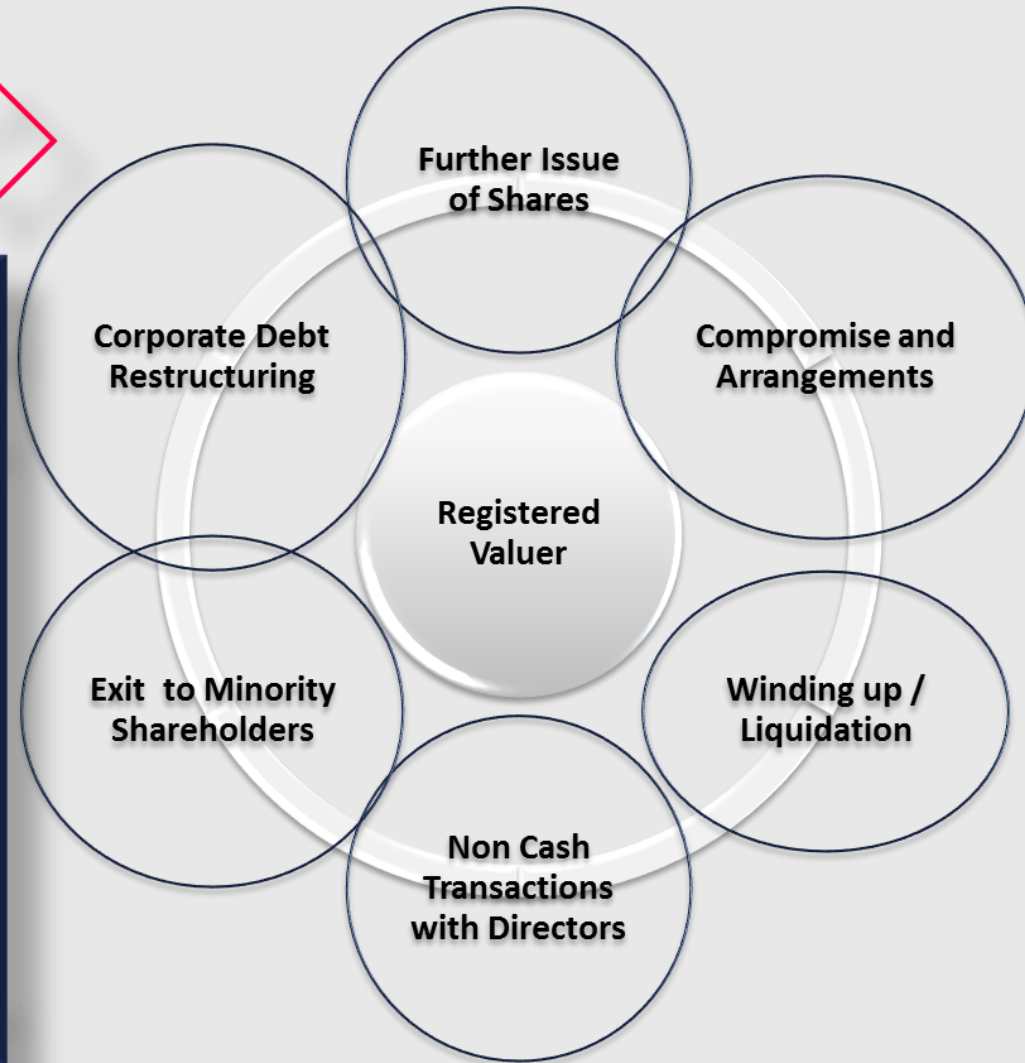 Further Issue
of Shares
Compromise and
Arrangements
Winding up /
Liquidation
Non Cash
Transactions
with Directors
Exit  to Minority
Shareholders
Corporate Debt
Restructuring
Registered
Valuer